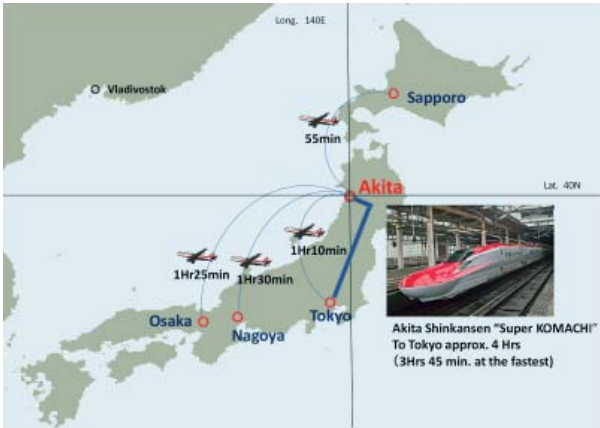 Long. 140E
Vladivostok
Sapporo
55min
Akita
Lat. 40N
1Hr10min
1Hr25min
1Hr30min
Osaka
Nagoya
Tokyo
Akita Shinkansen "Super KOMACHI"
To Tokyo approx. 4 Hrs
(3Hrs 45 min. at the fastest)